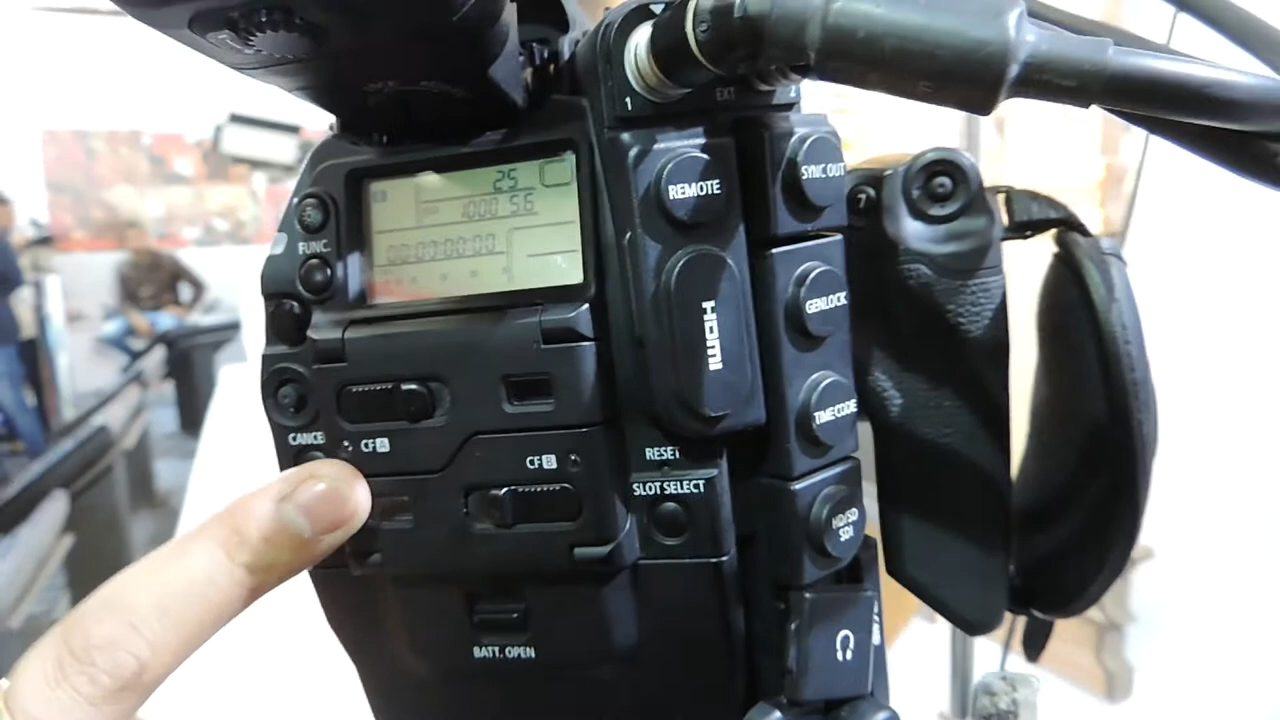 1 EXT 2
25
1000 5.6
00:00:00:00
FUNC.
REMOTE
SYNC OUT
7
HDMI
GENLOCK
TIME CODE
CANCE
CF A
CF B
RESET
SLOT SELECT
HD/SD
SDI
BATT. OPEN